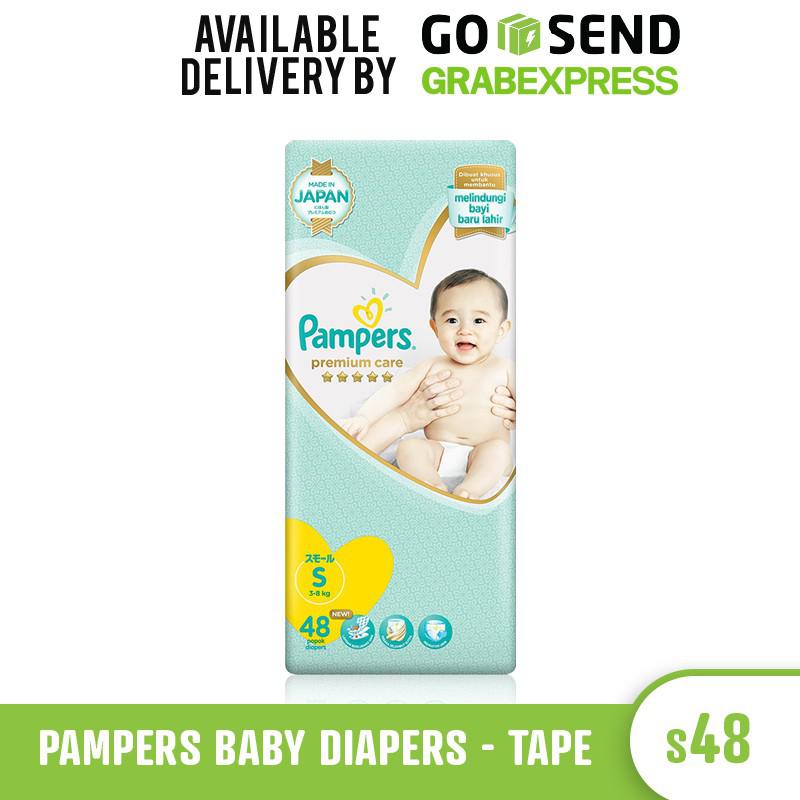 AVAILABLE
DELIVERY BY
GO SEND
GRABEXPRESS
MADE IN
JAPAN
Dibuat khusus
untuk
membantu
melindungi
bayi
baru lahir
Pampers
premium care
スモール
S
3-8 kg
NEW!
48
popok
diapers
PAMPERS BABY DIAPERS - TAPE
S48